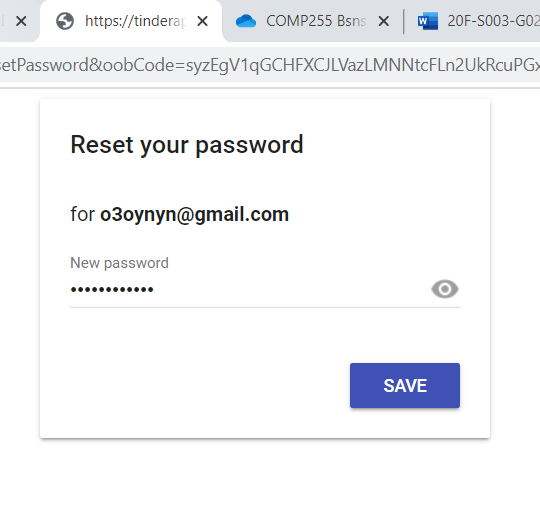 https://tinderap
COMP255 Bsns
20F-S003-G02
setPassword&oobCode=syzEgV1qGCHFXCJLVazLMNNtcFLn2UkRcuPGx
Reset your password
for o3oynyn@gmail.com
New password
••••••••••••
SAVE